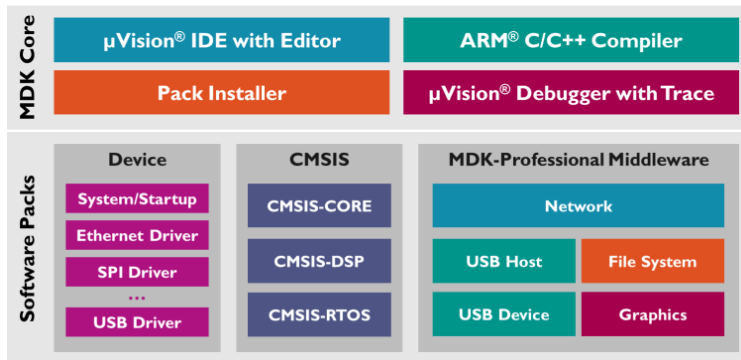 MDK Core
µVision® IDE with Editor
ARM® C/C++ Compiler
Pack Installer
µVision® Debugger with Trace
Software Packs
Device
System/Startup
Ethernet Driver
SPI Driver
...
USB Driver
CMSIS
CMSIS-CORE
CMSIS-DSP
CMSIS-RTOS
MDK-Professional Middleware
Network
USB Host
File System
USB Device
Graphics